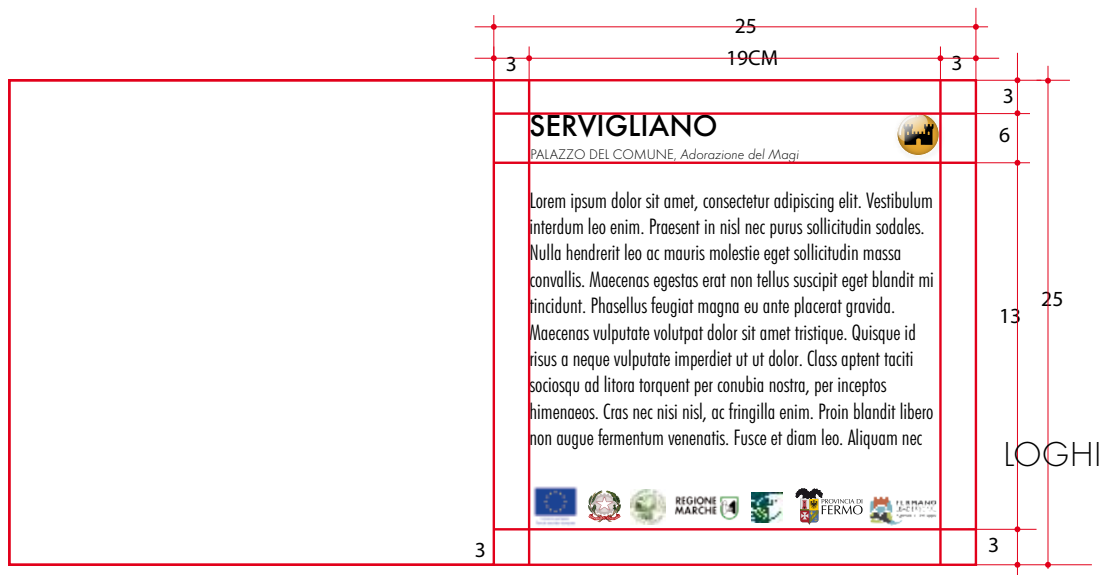 25
3
19CM
3
3
SERVIGLIANO
6
PALAZZO DEL COMUNE, Adorazione del Magi
Lorem ipsum dolor sit amet, consectetur adipiscing elit. Vestibulum
interdum leo enim. Praesent in nisl nec purus sollicitudin sodales.
Nulla hendrerit leo ac mauris molestie eget sollicitudin massa
convallis. Maecenas egestas erat non tellus suscipit eget blandit mi
tincidunt. Phasellus feugiat magna eu ante placerat gravida.
Maecenas vulputate volutpat dolor sit amet tristique. Quisque id
risus a neque vulputate imperdiet ut ut dolor. Class aptent taciti
sociosqu ad litora torquent per conubia nostra, per inceptos
himenaeos. Cras nec nisi nisl, ac fringilla enim. Proin blandit libero
non augue fermentum venenatis. Fusce et diam leo. Aliquam nec
13
25
LOGHI
REGIONE
MARCHE
PROVINCIA DI
FERMO
FERMANO
3
3